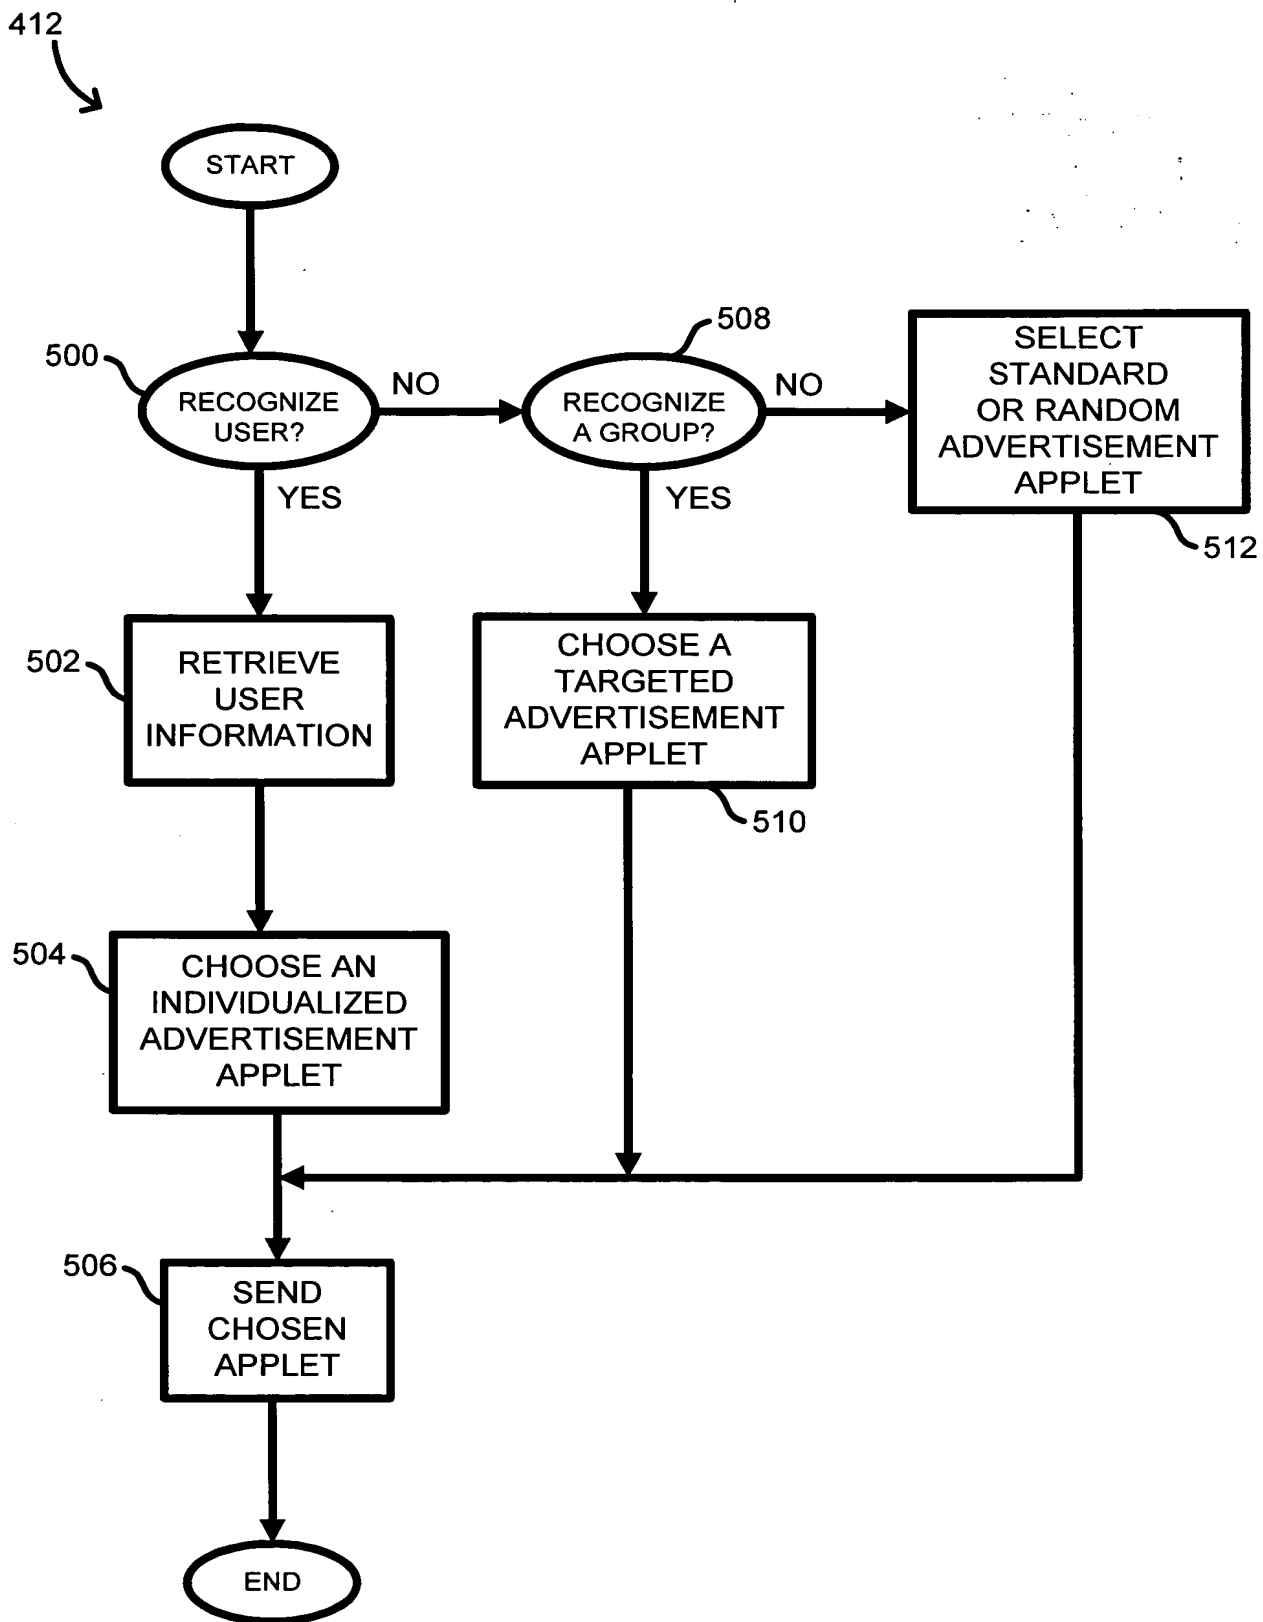 412
START
500
RECOGNIZE
USER?
NO
508
RECOGNIZE
A GROUP?
NO
SELECT
STANDARD
OR RANDOM
ADVERTISEMENT
APPLET
512
YES
YES
502
RETRIEVE
USER
INFORMATION
CHOOSE A
TARGETED
ADVERTISEMENT
APPLET
510
504
CHOOSE AN
INDIVIDUALIZED
ADVERTISEMENT
APPLET
506
SEND
CHOSEN
APPLET
END